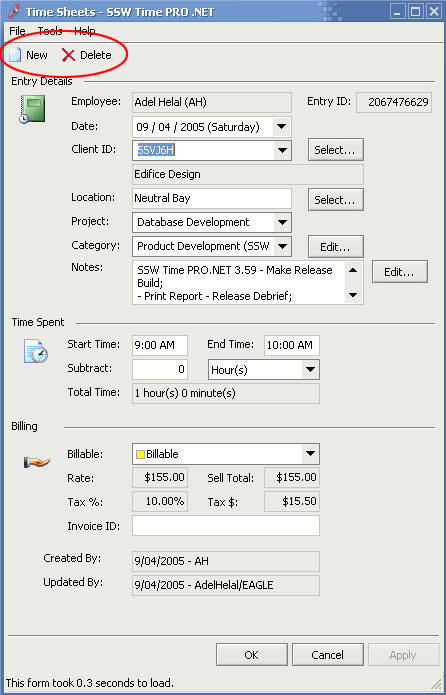 Time Sheets - SSW Time PRO .NET
File Tools Help
New Delete
Entry Details
Employee: Adel Helal (AH) Entry ID: 2067476629
Date: 09 / 04 / 2005 (Saturday)
Client ID: SSVJ6H Select...
Edifice Design
Location: Neutral Bay Select...
Project: Database Development
Category: Product Development (SSW Edit...
Notes: SSW Time PRO.NET 3.59 - Make Release Edit...
Build;
- Print Report - Release Debrief;
Time Spent
Start Time: 9:00 AM End Time: 10:00 AM
Subtract: 0 Hour(s)
Total Time: 1 hour(s) 0 minute(s)
Billing
Billable: Billable
Rate: $155.00 Sell Total: $155.00
Tax %: 10.00% Tax $: $15.50
Invoice ID:
Created By: 9/04/2005 - AH
Updated By: 9/04/2005 - AdelHelal/EAGLE
OK Cancel Apply
This form took 0.3 seconds to load.